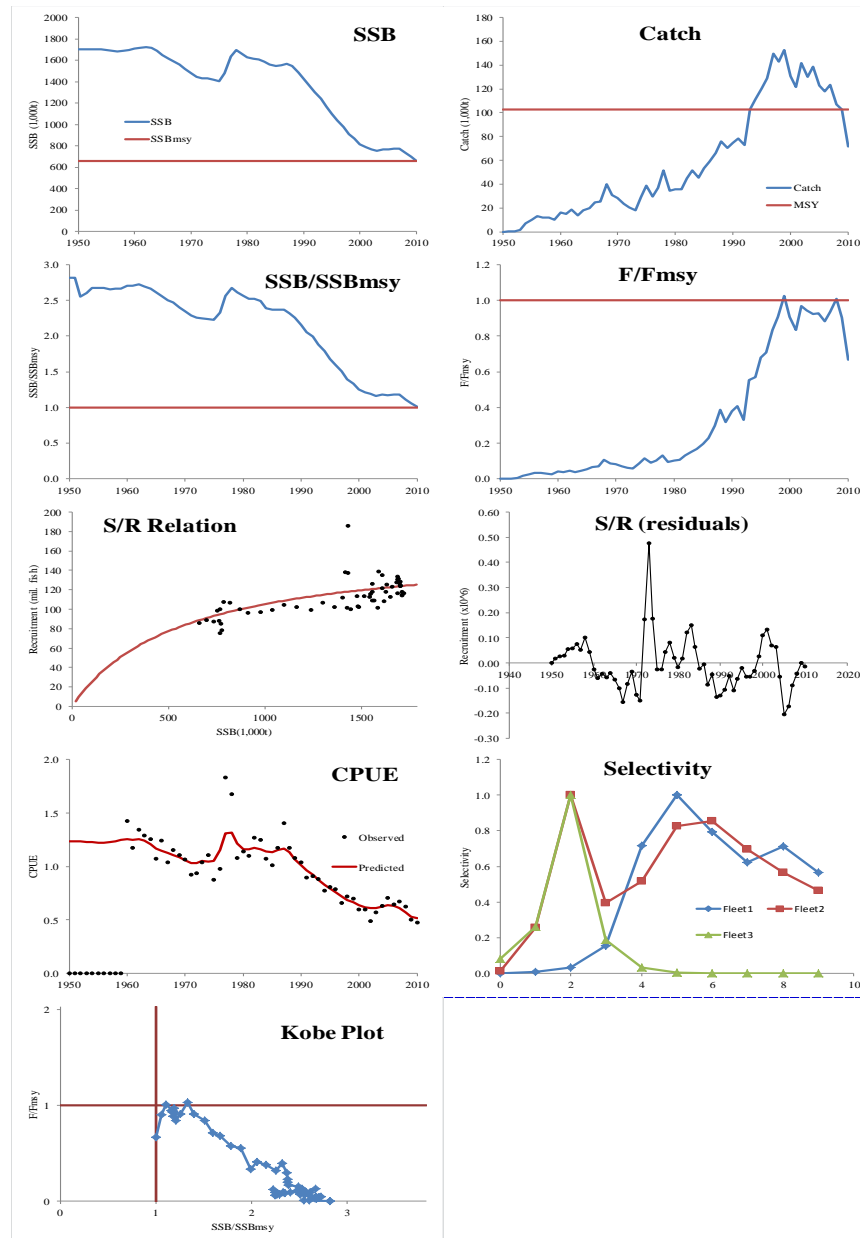 SSB
SSB (1,000t)
2000
1800
1600
1400
1200
1000
800
600
400
200
0
SSB
SSBmsy
1950 1960 1970 1980 1990 2000 2010
Catch
Catch (1,000t)
180
160
140
120
100
80
60
40
20
0
Catch
MSY
1950 1960 1970 1980 1990 2000 2010
SSB/SSBmsy
SSB/SSBmsy
3.0
2.5
2.0
1.5
1.0
0.5
0.0
1950 1960 1970 1980 1990 2000 2010
F/Fmsy
F/Fmsy
1.2
1.0
0.8
0.6
0.4
0.2
0.0
1950 1960 1970 1980 1990 2000 2010
S/R Relation
Recruitment (mil. fish)
200
180
160
140
120
100
80
60
40
20
0
0 500 1000 1500
SSB(1,000t)
S/R (residuals)
Recruitment (x10^6)
0.60
0.50
0.40
0.30
0.20
0.10
0.00
-0.10
-0.20
-0.30
1940 1950 1960 1970 1980 1990 2000 2010 2020
CPUE
CPUE
2.0
1.5
1.0
0.5
0.0
Observed
Predicted
1950 1960 1970 1980 1990 2000 2010
Selectivity
Selectivity
1.0
0.8
0.6
0.4
0.2
0.0
Fleet1
Fleet2
Fleet3
0 2 4 6 8 10
Kobe Plot
F/Fmsy
2
1
0
0 1 2 3
SSB/SSBmsy